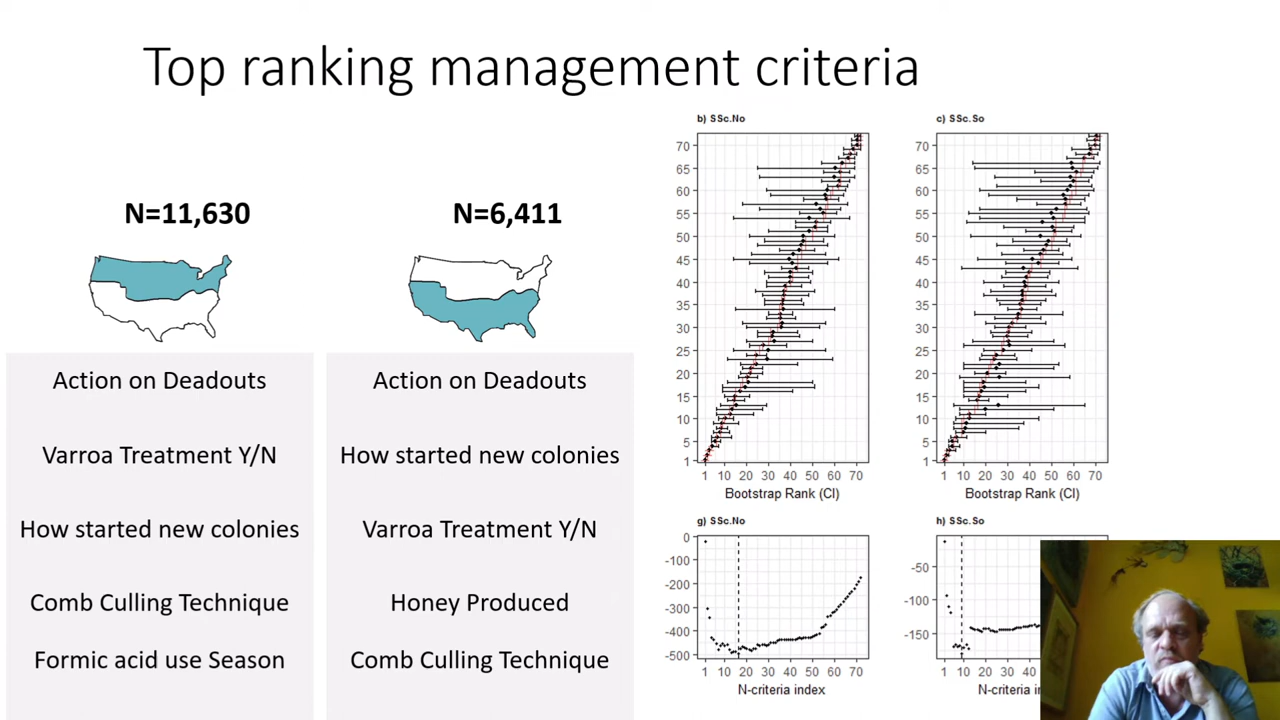 Top ranking management criteria
N=11,630
N=6,411
Action on Deadouts
Varroa Treatment Y/N
How started new colonies
Comb Culling Technique
Formic acid use Season
Action on Deadouts
How started new colonies
Varroa Treatment Y/N
Honey Produced
Comb Culling Technique
b) SSc.No
70
65
60
55
50
45
40
35
30
25
20
15
10
5
1
1 10 20 30 40 50 60 70
Bootstrap Rank (CI)
c) SSc.So
70
65
60
55
50
45
40
35
30
25
20
15
10
5
1
1 10 20 30 40 50 60 70
Bootstrap Rank (CI)
g) SSc.No
0
-100
-200
-300
-400
-500
1 10 20 30 40 50 60 70
N-criteria index
h) SSc.So
-50
-100
-150
1 10 20 30 40
N-criteria in